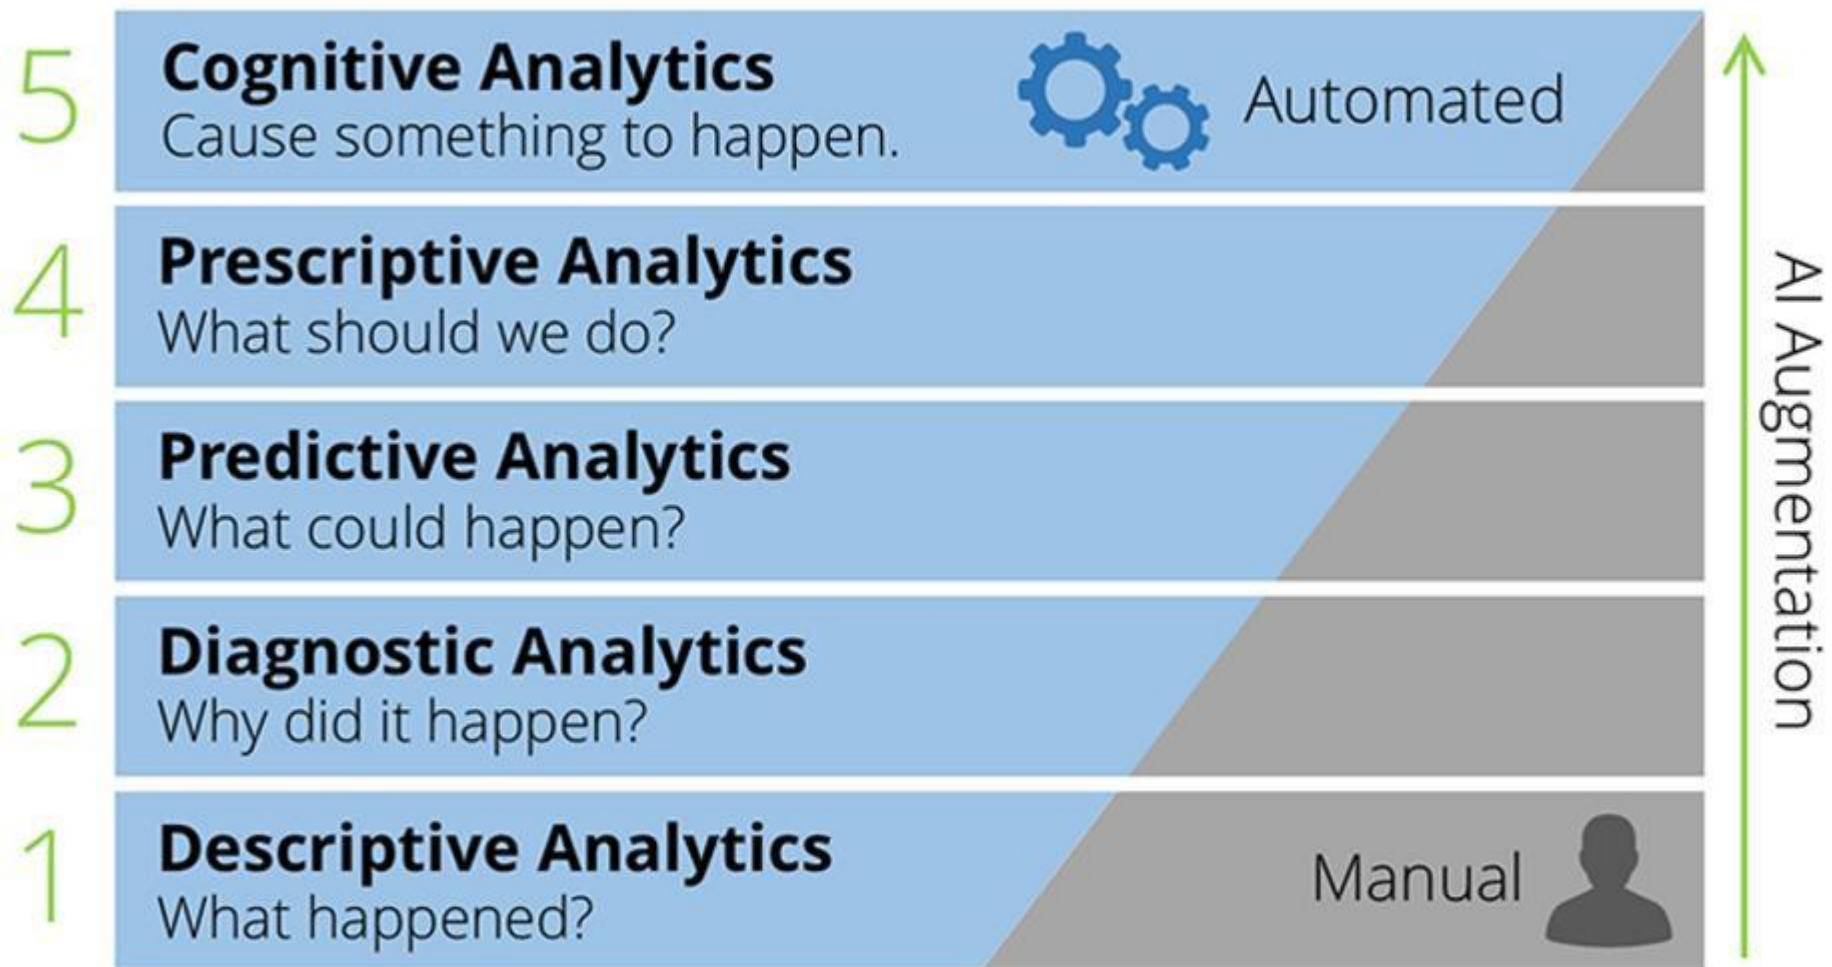 5
Cognitive Analytics
Cause something to happen.
Automated
4
Prescriptive Analytics
What should we do?
3
Predictive Analytics
What could happen?
2
Diagnostic Analytics
Why did it happen?
1
Descriptive Analytics
What happened?
Manual
AI Augmentation